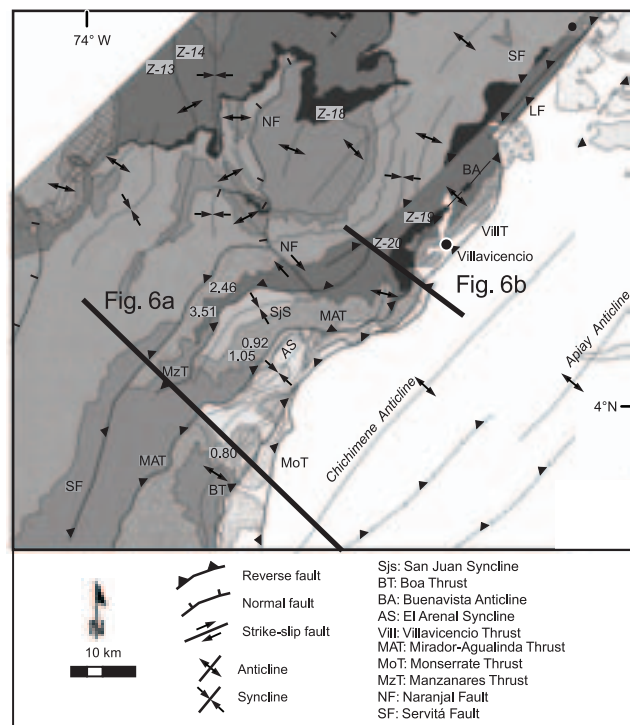 74° W
Z-14
Z-13
SF
NF
Z-18
LF
BA
Z-19
VillT
Z-20
Villavicencio
NF
Fig. 6b
2.46
Fig. 6a
3.51
SjS
MAT
Apiay Anticline
0.92
1.05
AS
Chichimene Anticline
MzT
4°N
0.80
MAT
MoT
SF
BT
Reverse fault
Normal fault
Strike-slip fault
10 km
Anticline
Syncline
Sjs: San Juan Syncline
BT: Boa Thrust
BA: Buenavista Anticline
AS: El Arenal Syncline
Vill: Villavicencio Thrust
MAT: Mirador-Agualinda Thrust
MoT: Monserrate Thrust
MzT: Manzanares Thrust
NF: Naranjal Fault
SF: Servitá Fault